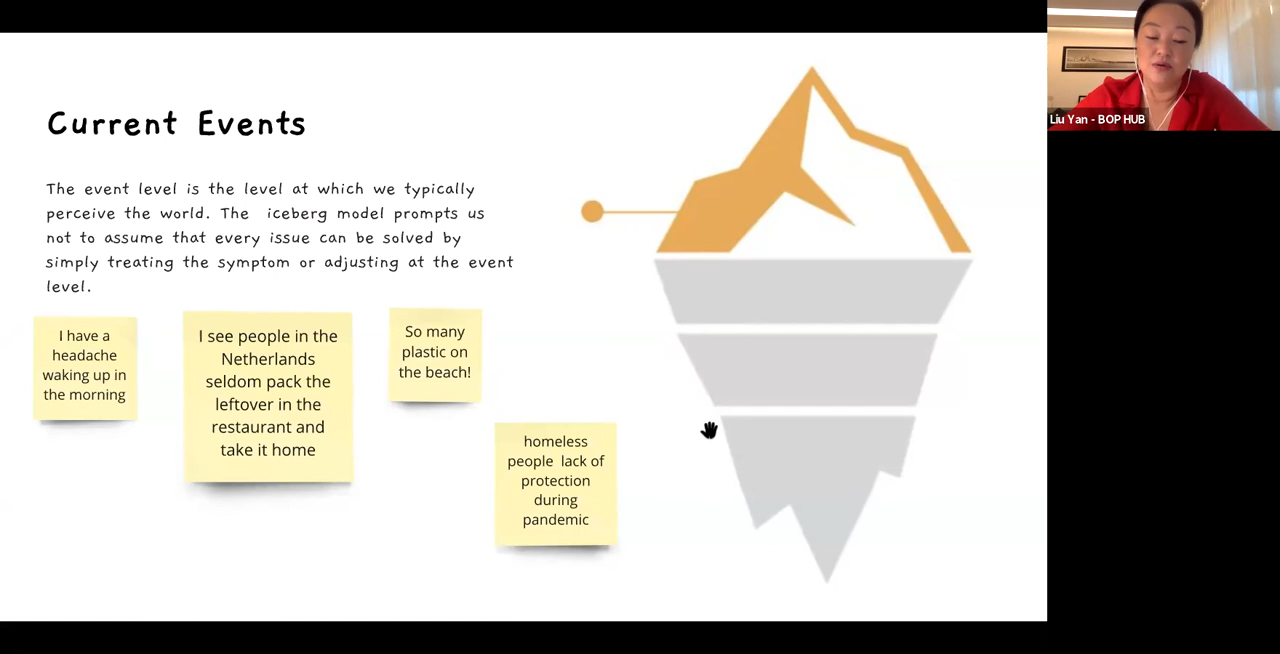 Current Events
The event level is the level at which we typically
perceive the world. The iceberg model prompts us
not to assume that every issue can be solved by
simply treating the symptom or adjusting at the event
level.
I have a
headache
waking up in
the morning
I see people in the
Netherlands
seldom pack the
leftover in the
restaurant and
take it home
So many
plastic on
the beach!
homeless
people lack of
protection
during
pandemic
Liu Yan - BOP HUB